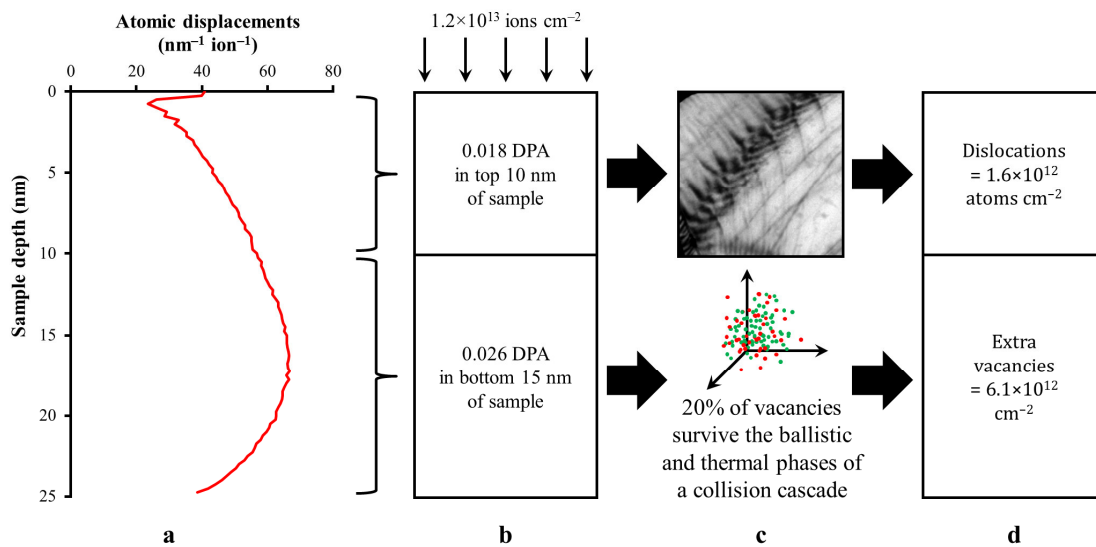 Atomic displacements
(nm⁻¹ ion⁻¹)
0 20 40 60 80
0
5
10
15
20
25
Sample depth (nm)
a
1.2×10¹³ ions cm⁻²
0.018 DPA
in top 10 nm
of sample
0.026 DPA
in bottom 15 nm
of sample
b
20% of vacancies
survive the ballistic
and thermal phases of
a collision cascade
c
Dislocations
= 1.6×10¹²
atoms cm⁻²
Extra
vacancies
= 6.1×10¹²
cm⁻²
d